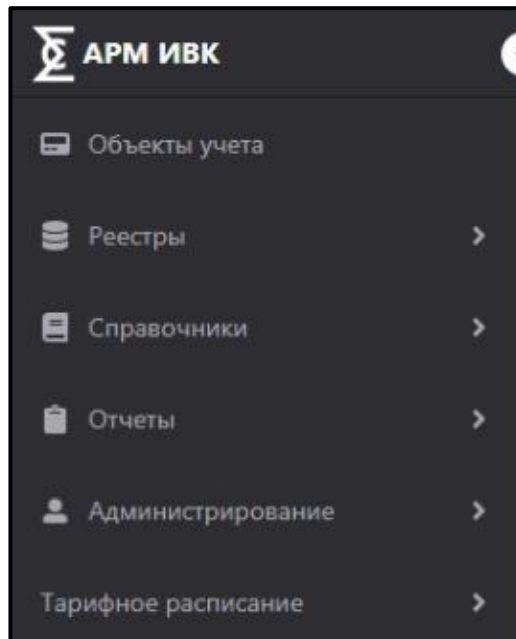 АРМ ИВК
Объекты учета
Реестры
Справочники
Отчеты
Администрирование
Тарифное расписание